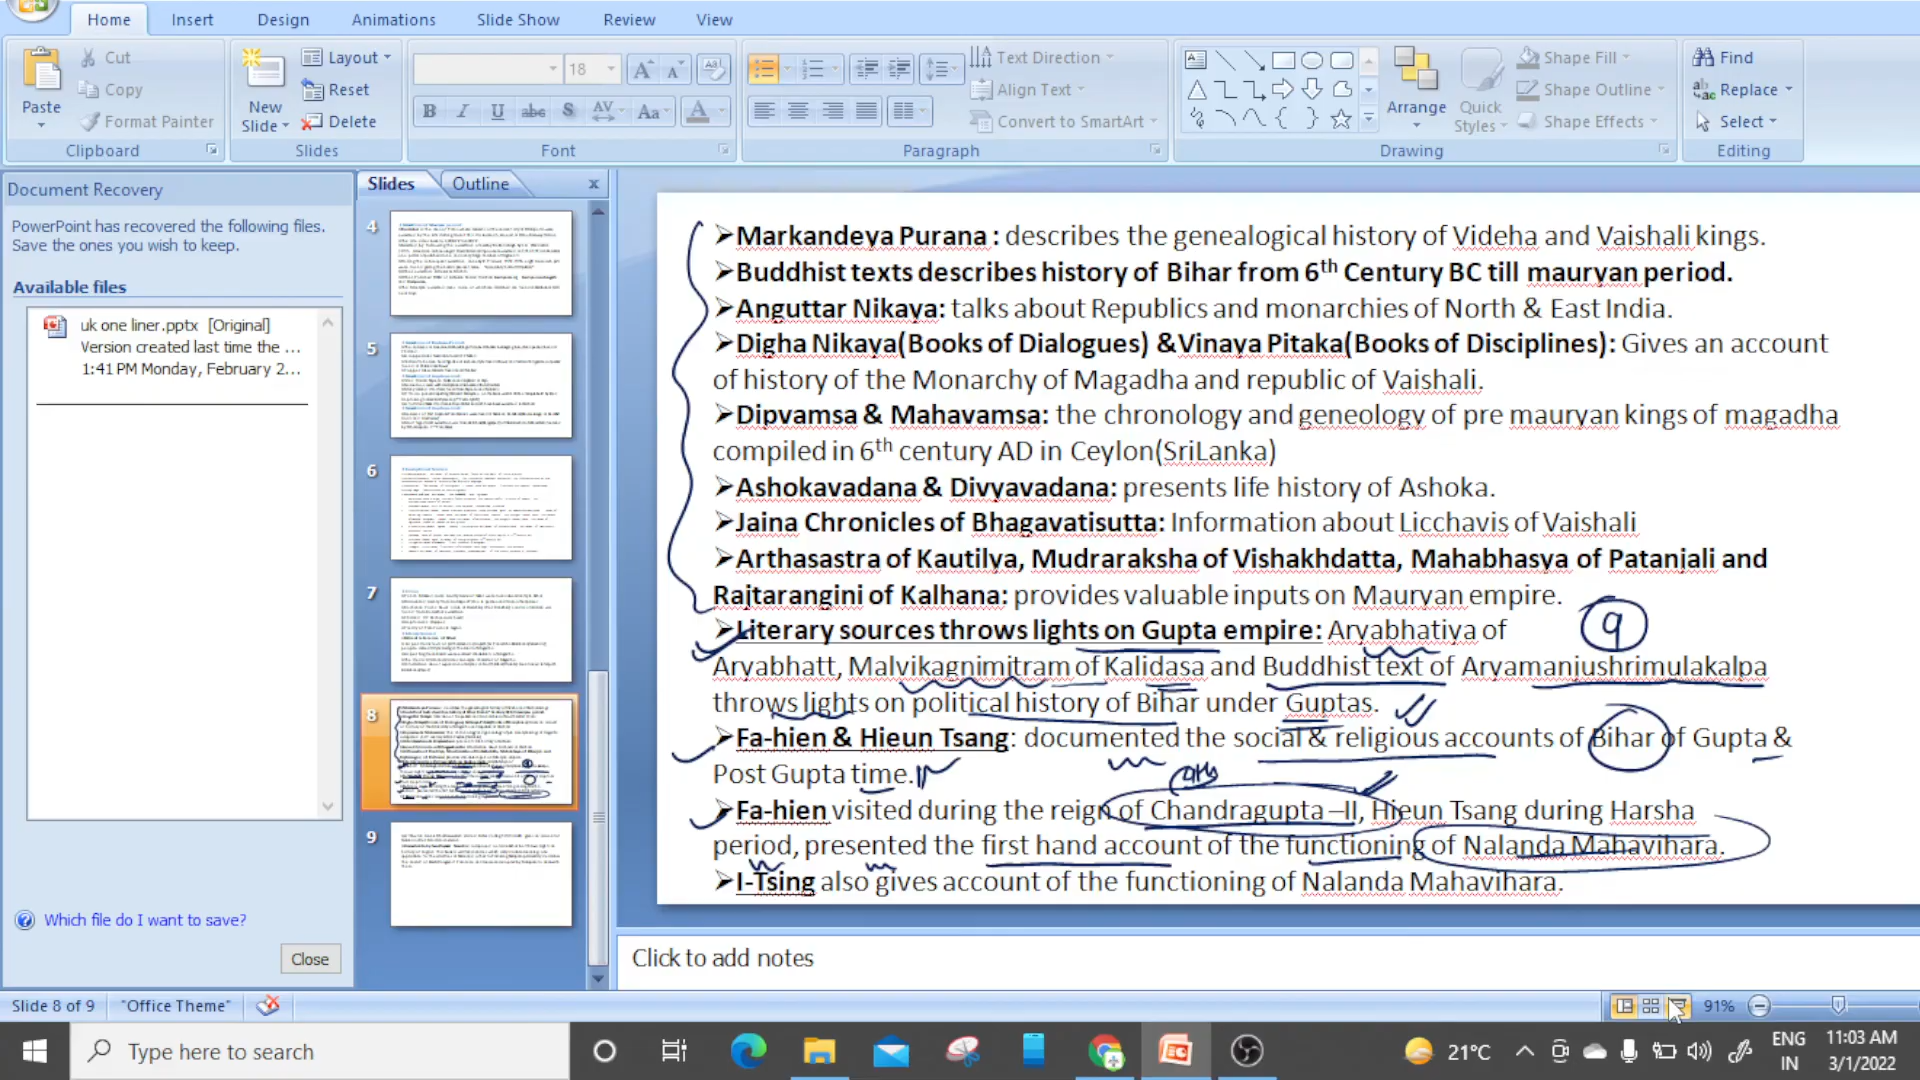 Home Insert Design Animations Slide Show Review View
Paste Cut Copy Format Painter
Clipboard
New Slide Layout Reset Delete
Slides
18
B I U abc S AV Aa A
Font
Text Direction
Align Text
Convert to SmartArt
Paragraph
Arrange Quick Styles
Shape Fill
Shape Outline
Shape Effects
Drawing
Find
Replace
Select
Editing
Document Recovery
PowerPoint has recovered the following files.
Save the ones you wish to keep.
Available files
uk one liner.pptx [Original]
Version created last time the ...
1:41 PM Monday, February 2...
Which file do I want to save?
Close
Slides Outline x
4
5
6
7
8
9
➢Markandeya Purana: describes the genealogical history of Videha and Vaishali kings.
➢Buddhist texts describes history of Bihar from 6th Century BC till mauryan period.
➢Anguttar Nikaya: talks about Republics and monarchies of North & East India.
➢Digha Nikaya(Books of Dialogues) &Vinaya Pitaka(Books of Disciplines): Gives an account
of history of the Monarchy of Magadha and republic of Vaishali.
➢Dipvamsa & Mahavamsa: the chronology and geneology of pre mauryan kings of magadha
compiled in 6th century AD in Ceylon(SriLanka)
➢Ashokavadana & Divyavadana: presents life history of Ashoka.
➢Jaina Chronicles of Bhagavatisutta: Information about Licchavis of Vaishali
➢Arthasastra of Kautilya, Mudraraksha of Vishakhdatta, Mahabhasya of Patanjali and
Rajtarangini of Kalhana: provides valuable inputs on Mauryan empire.
➢Literary sources throws lights on Gupta empire: Aryabhatiya of
9
Aryabhatt, Malvikagnimitram of Kalidasa and Buddhist text of Aryamanjushrimulakalpa
throws lights on political history of Bihar under Guptas.
➢Fa-hien & Hieun Tsang: documented the social & religious accounts of Bihar of Gupta &
Post Gupta time.
➢Fa-hien visited during the reign of Chandragupta –II, Hieun Tsang during Harsha
period, presented the first hand account of the functioning of Nalanda Mahavihara.
➢I-Tsing also gives account of the functioning of Nalanda Mahavihara.
Click to add notes
Slide 8 of 9 "Office Theme" 91%
Type here to search
21°C
ENG
IN
11:03 AM
3/1/2022